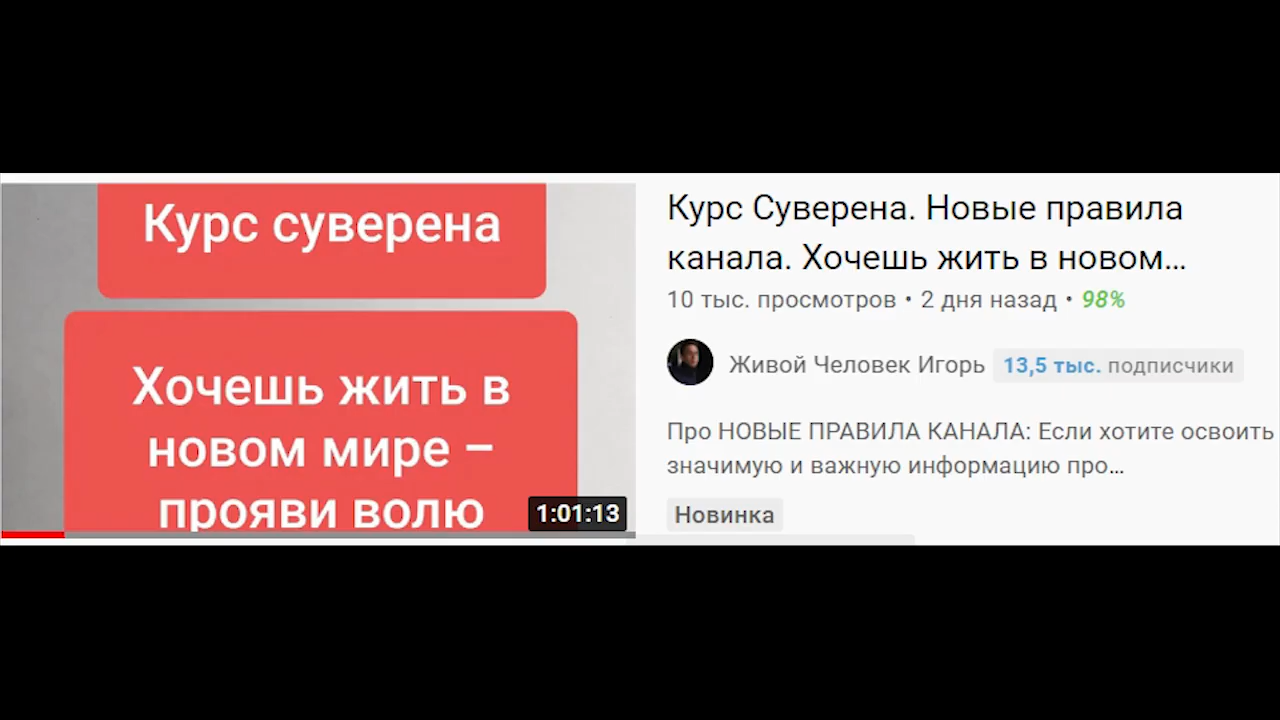 Курс суверена
Хочешь жить в
новом мире –
прояви волю
1:01:13
Курс Суверена. Новые правила
канала. Хочешь жить в новом...
10 тыс. просмотров • 2 дня назад • 98%
Живой Человек Игорь 13,5 тыс. подписчики
Про НОВЫЕ ПРАВИЛА КАНАЛА: Если хотите освоить
значимую и важную информацию про...
Новинка